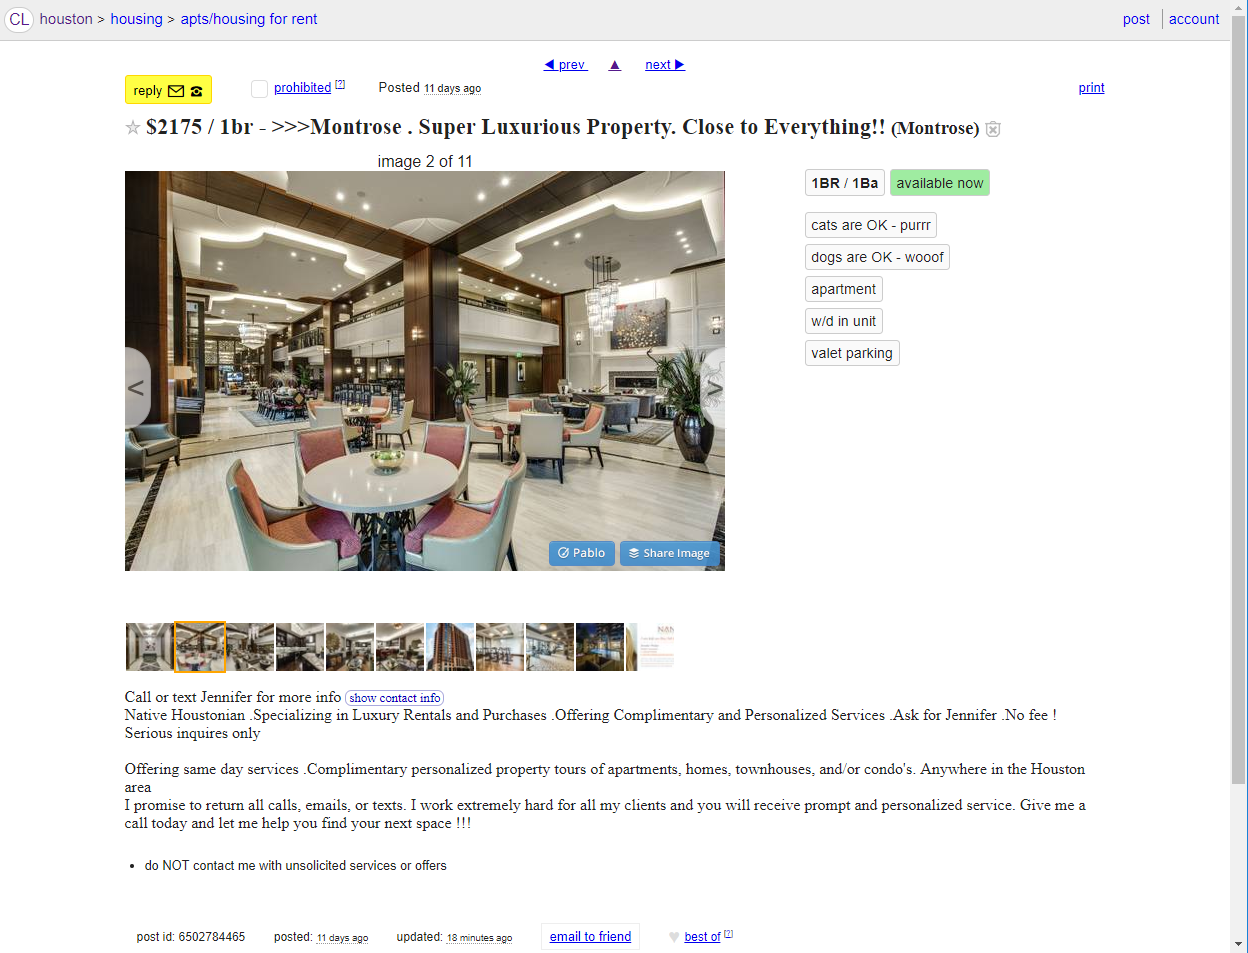 CL houston > housing > apts/housing for rent post account
◀ prev ▲ next ▶
reply prohibited [?] Posted 11 days ago print
☆ $2175 / 1br - >>>Montrose . Super Luxurious Property. Close to Everything!! (Montrose)
image 2 of 11
1BR / 1Ba available now
cats are OK - purrr
dogs are OK - wooof
apartment
w/d in unit
valet parking
< >
Pablo Share Image
Call or text Jennifer for more info show contact info
Native Houstonian .Specializing in Luxury Rentals and Purchases .Offering Complimentary and Personalized Services .Ask for Jennifer .No fee !
Serious inquires only
Offering same day services .Complimentary personalized property tours of apartments, homes, townhouses, and/or condo's. Anywhere in the Houston
area
I promise to return all calls, emails, or texts. I work extremely hard for all my clients and you will receive prompt and personalized service. Give me a
call today and let me help you find your next space !!!
• do NOT contact me with unsolicited services or offers
post id: 6502784465 posted: 11 days ago updated: 18 minutes ago email to friend ♥ best of [?]